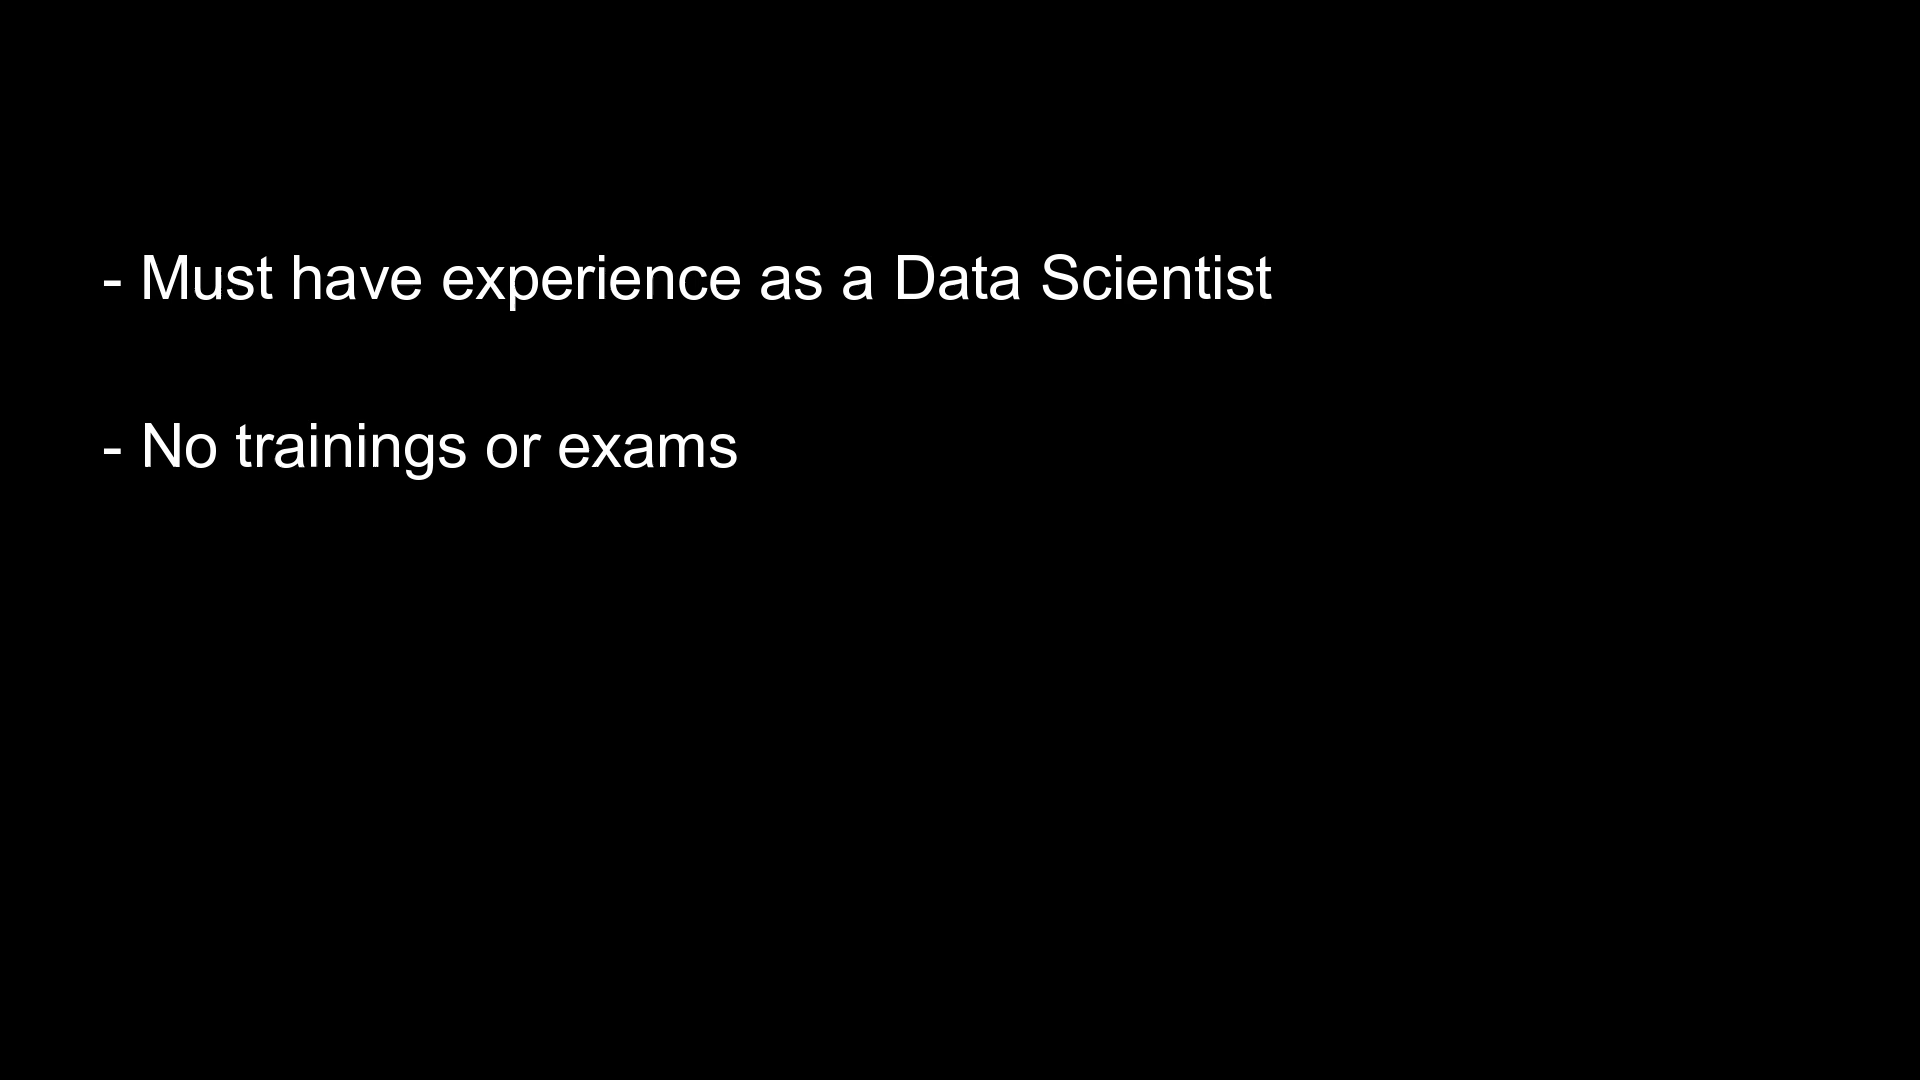 - Must have experience as a Data Scientist
- No trainings or exams